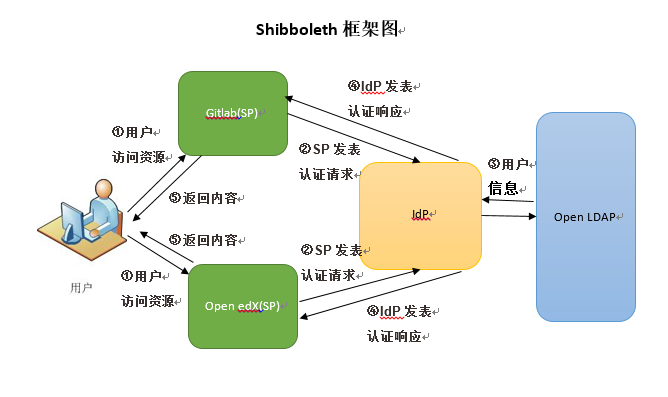 Shibboleth 框架图
④IdP 发表
认证响应
Gitlab(SP)
①用户
访问资源
②SP 发表
认证请求
③用户
信息
⑤返回内容
IdP
Open LDAP
⑤返回内容
②SP 发表
认证请求
①用户
访问资源
用户
Open edX(SP)
④IdP 发表
认证响应